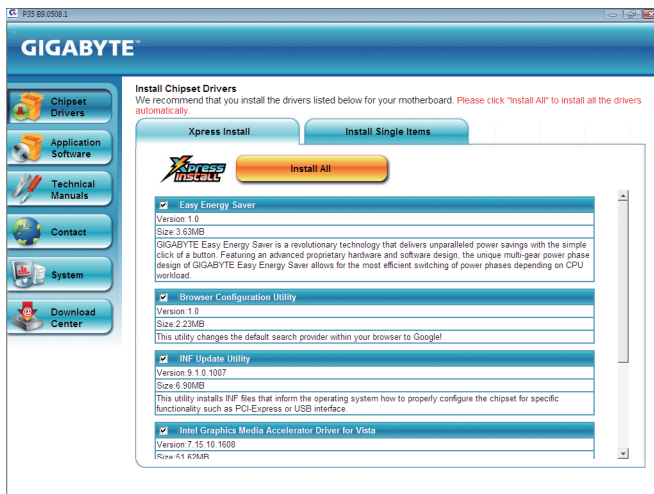 P35 B9.0508.1
GIGABYTE™
Chipset
Drivers
Application
Software
Technical
Manuals
Contact
System
Download
Center
Install Chipset Drivers
We recommend that you install the drivers listed below for your motherboard. Please click "Install All" to install all the drivers
automatically.
Xpress Install
Install Single Items
Xpress
Install
Install All
Easy Energy Saver
Version:1.0
Size:3.63MB
GIGABYTE Easy Energy Saver is a revolutionary technology that delivers unparalleled power savings with the simple
click of a button. Featuring an advanced proprietary hardware and software design, the unique multi-gear power phase
design of GIGABYTE Easy Energy Saver allows for the most efficient switching of power phases depending on CPU
workload.
Browser Configuration Utility
Version:1.0
Size:2.23MB
This utility changes the default search provider within your browser to Google!
INF Update Utility
Version:9.1.0.1007
Size:6.90MB
This utility installs INF files that inform the operating system how to properly configure the chipset for specific
functionality such as PCI-Express or USB interface.
Intel Graphics Media Accelerator Driver for Vista
Version:7.15.10.1608
Size:51.62MB